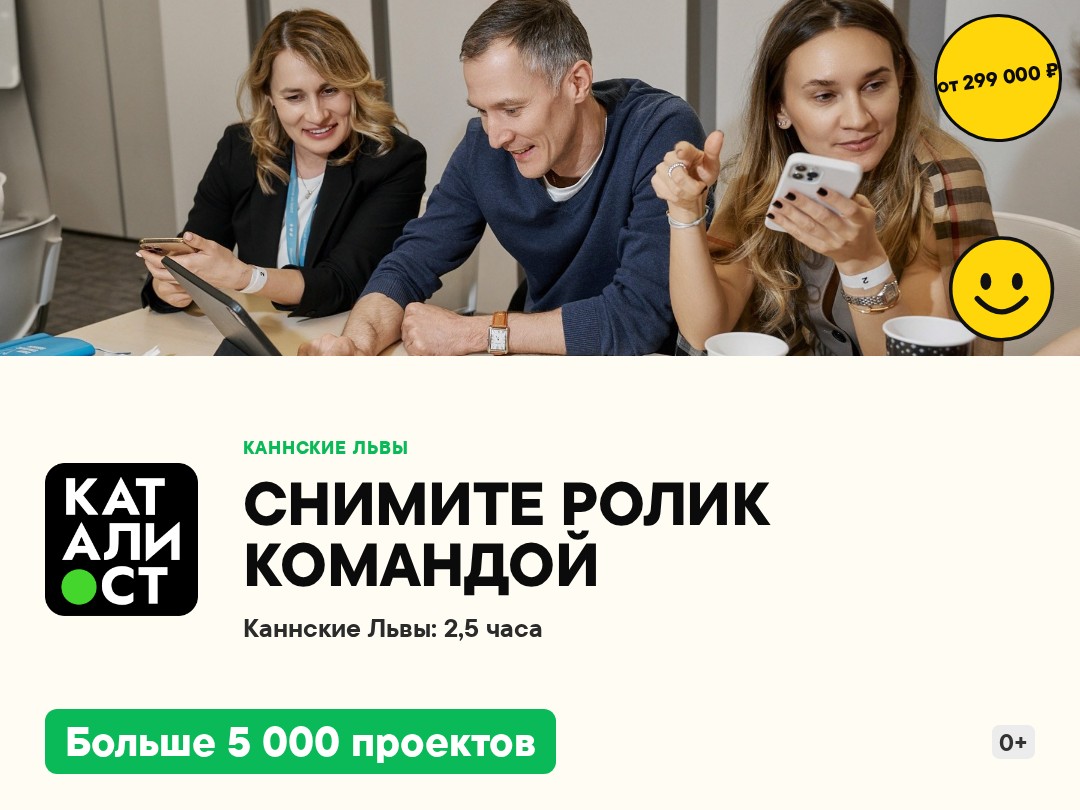 от 299 000 ₽
КАННСКИЕ ЛЬВЫ
КАТ
АЛИ
СТ
СНИМИТЕ РОЛИК
КОМАНДОЙ
Каннские Львы: 2,5 часа
Больше 5 000 проектов
0+